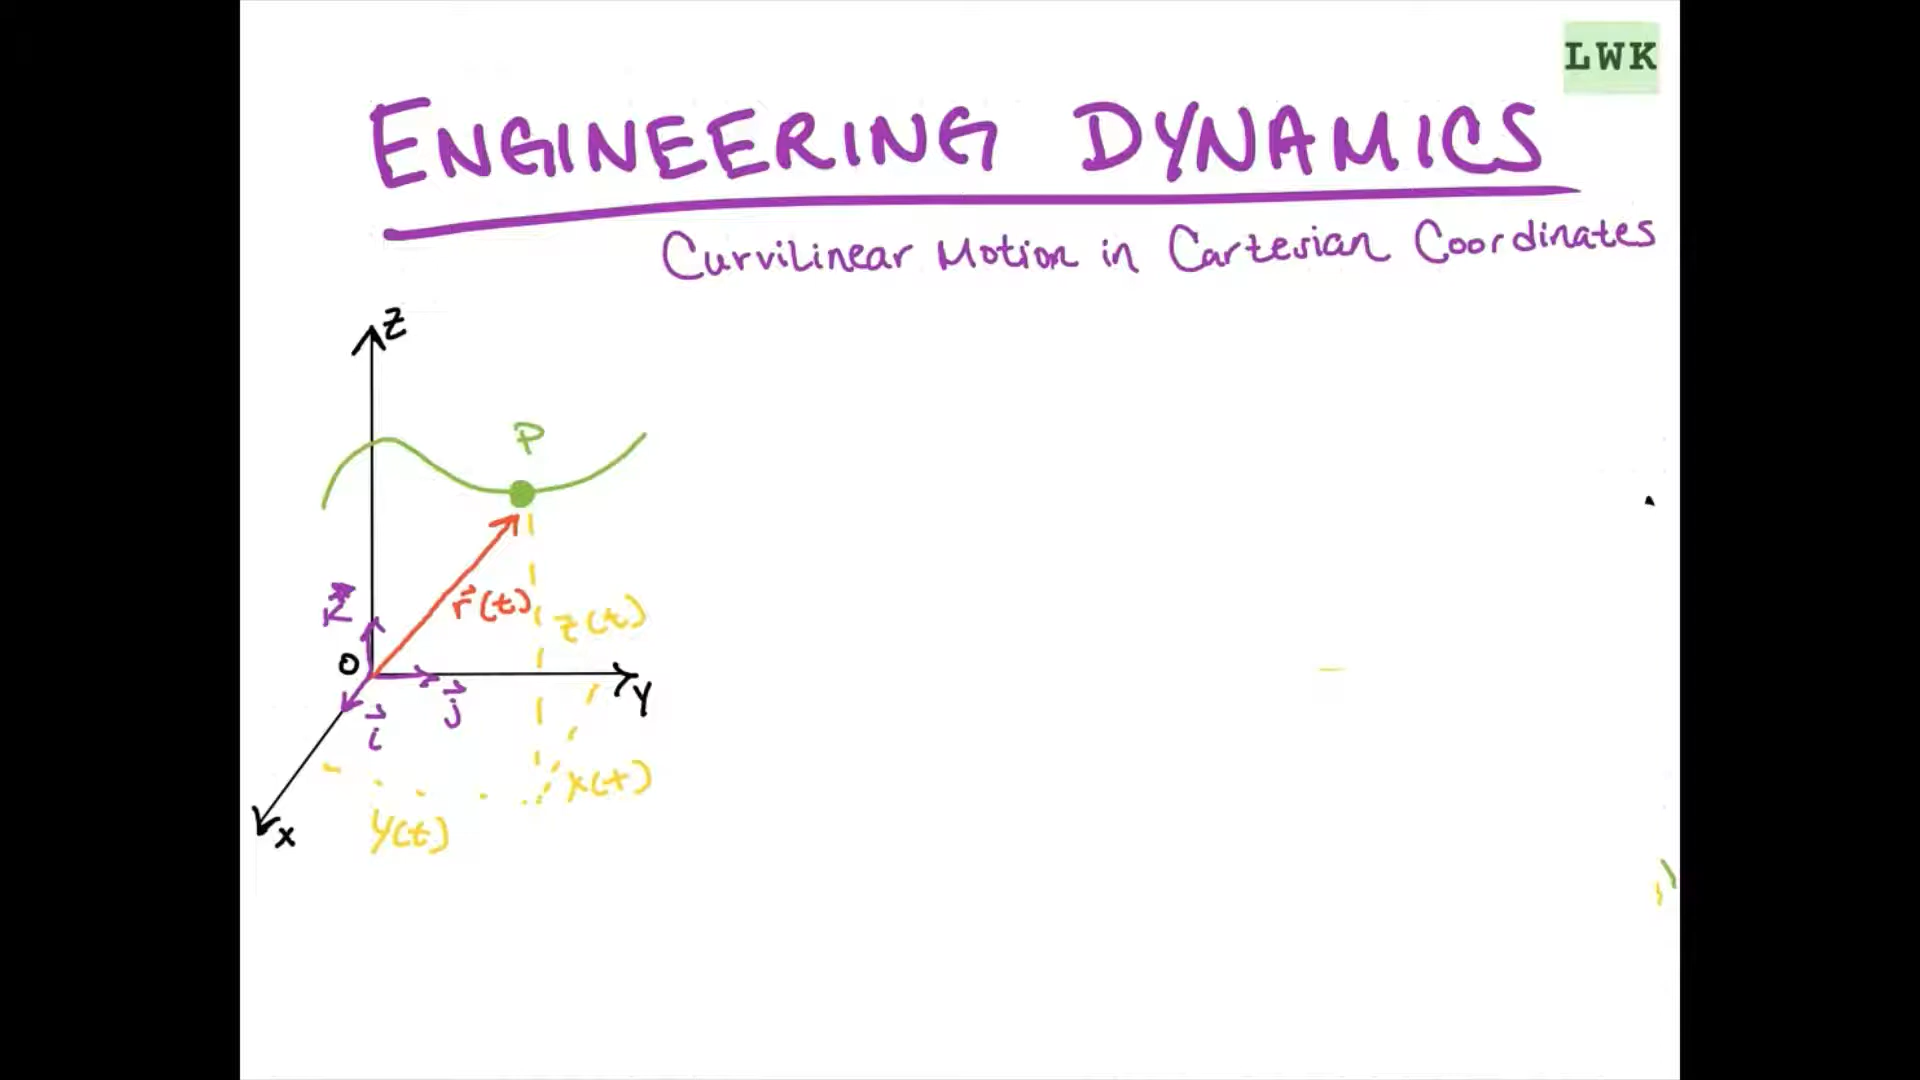 LWK
ENGINEERING DYNAMICS
Curvilinear Motion in Cartesian Coordinates
Z
P
r⃗(t)
z(t)
k⃗
O
Y
j⃗
i⃗
x(t)
X
y(t)